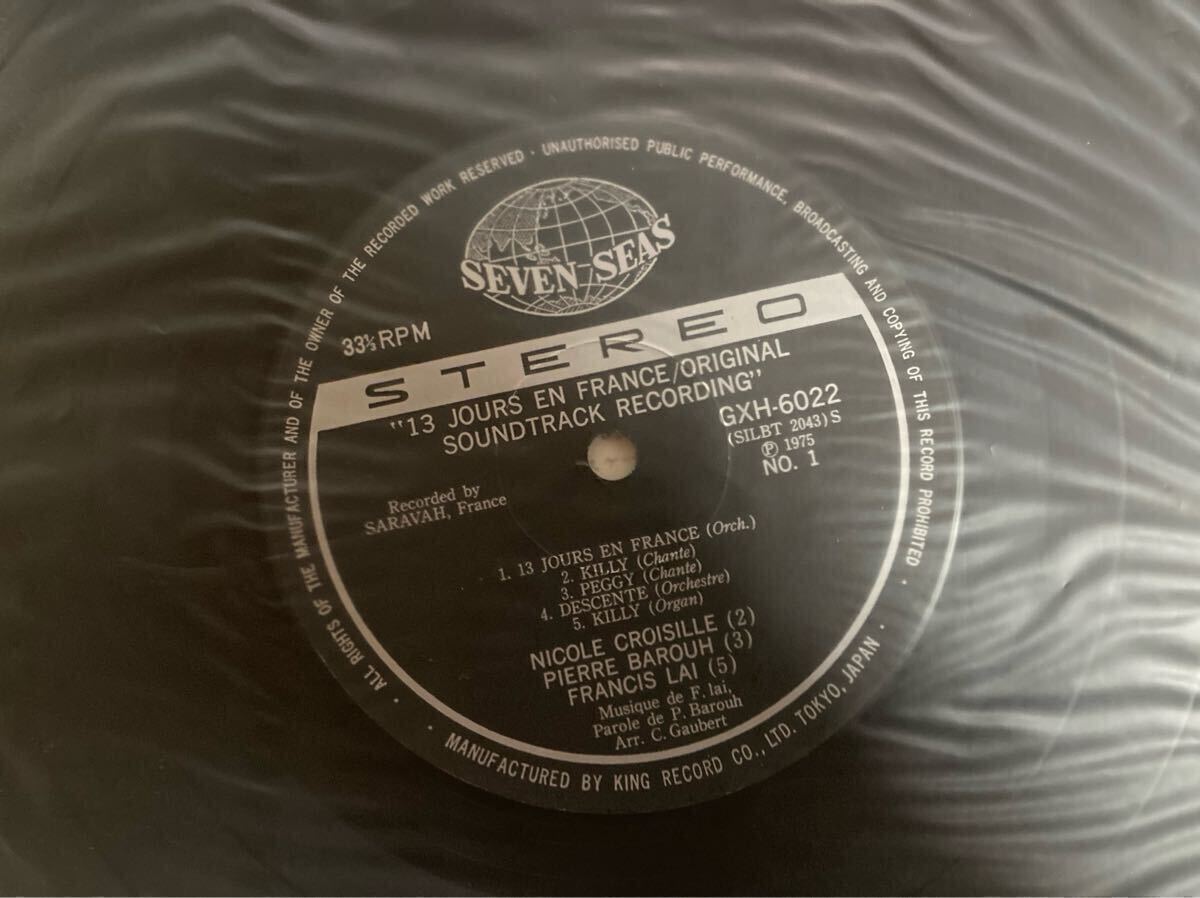 ALL RIGHTS OF THE MANUFACTURER AND OF THE OWNER OF THE RECORDED WORK RESERVED · UNAUTHORISED PUBLIC PERFORMANCE, BROADCASTING AND COPYING OF THIS RECORD PROHIBITED ·
SEVEN SEAS
33⅓ RPM
STEREO
"13 JOURS EN FRANCE/ORIGINAL
SOUNDTRACK RECORDING"
GXH-6022
(SILBT 2043) S
Ⓟ 1975
NO. 1
Recorded by
SARAVAH, France
1. 13 JOURS EN FRANCE (Orch.)
2. KILLY (Chante)
3. PEGGY (Chante)
4. DESCENTE (Orchestre)
5. KILLY (Organ)
NICOLE CROISILLE (2)
PIERRE BAROUH (3)
FRANCIS LAI (5)
Musique de F. lai,
Parole de P. Barouh
Arr. C. Gaubert
· MANUFACTURED BY KING RECORD CO., LTD. TOKYO, JAPAN ·